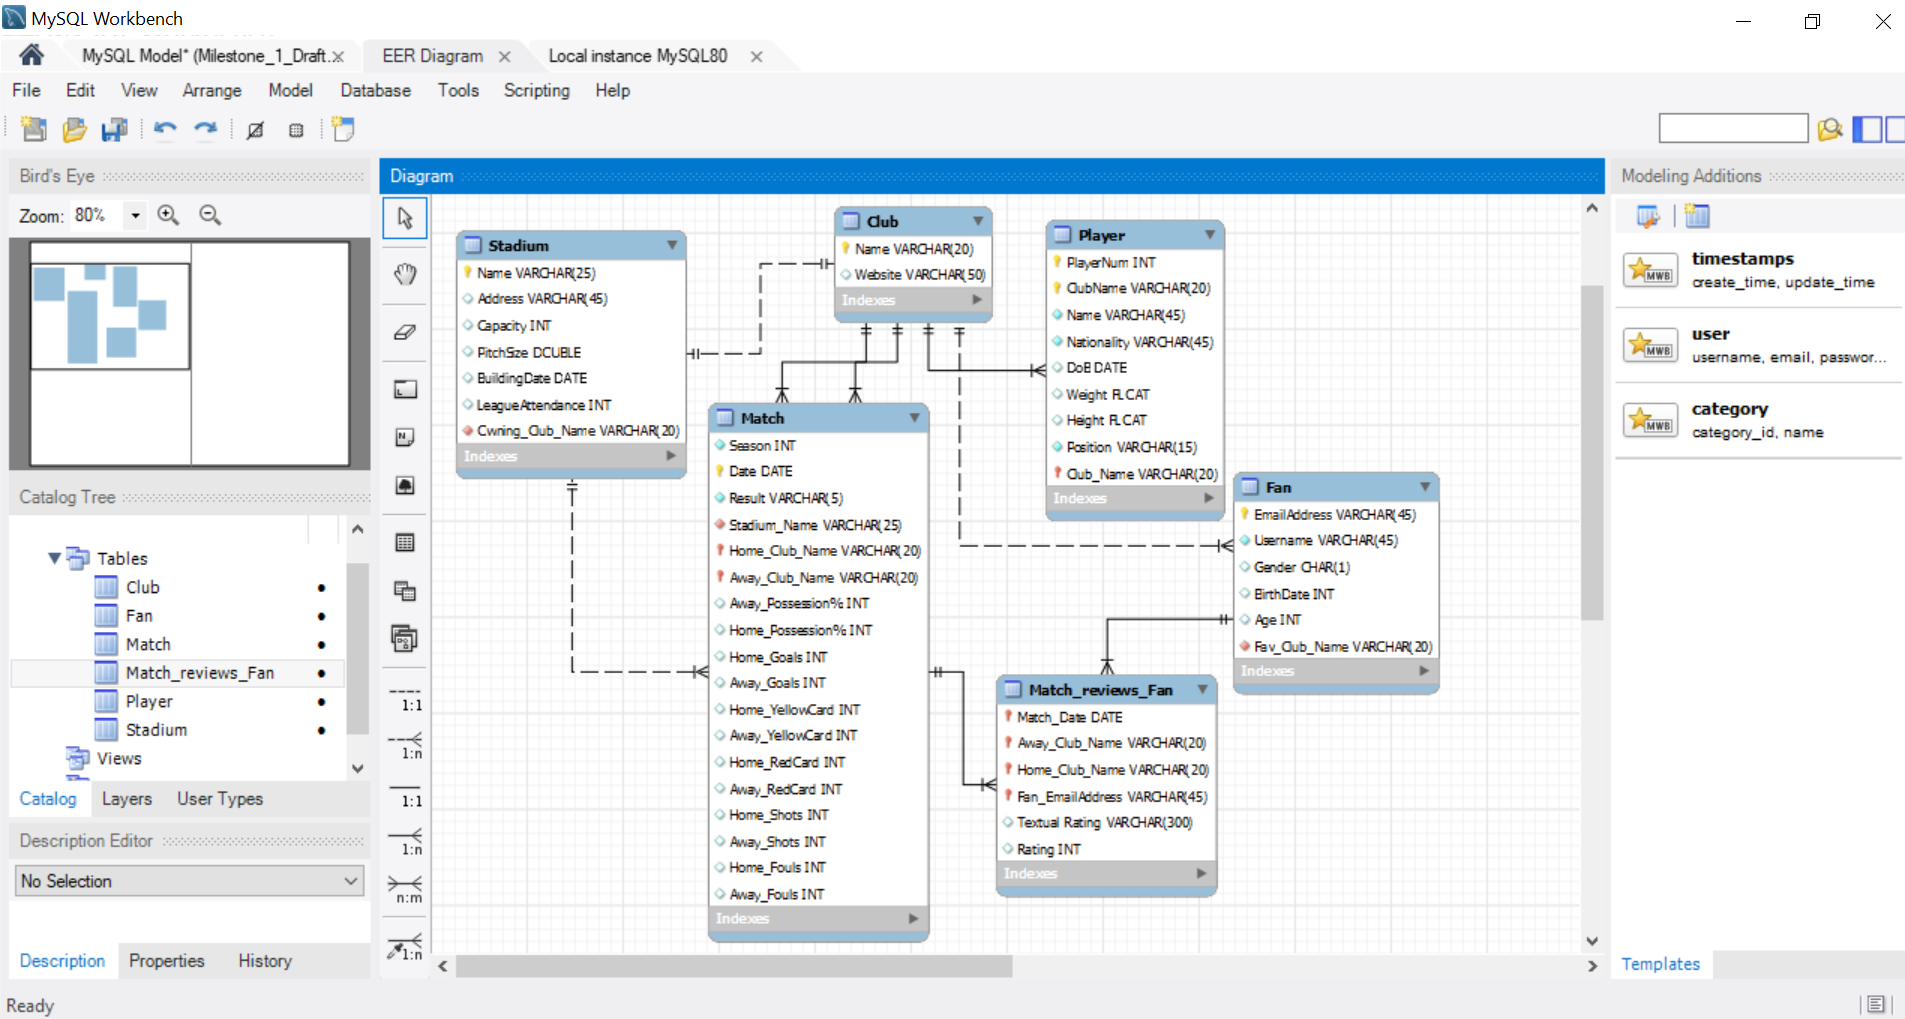 MySQL Workbench
MySQL Model* (Milestone_1_Draft.
EER Diagram
Local instance MySQL80
File Edit View Arrange Model Database Tools Scripting Help
Bird's Eye
Zoom: 80%
Catalog Tree
Tables
Club
Fan
Match
Match_reviews_Fan
Player
Stadium
Views
Catalog Layers User Types
Description Editor
No Selection
Description Properties History
Ready
Diagram
1:1
1:n
1:1
1:n
n:m
1:n
Stadium
Name VARCHAR(25)
Address VARCHAR(45)
Capacity INT
PitchSize DOUBLE
BuildingDate DATE
LeagueAttendance INT
Owning_Club_Name VARCHAR(20)
Indexes
Club
Name VARCHAR(20)
Website VARCHAR(50)
Indexes
Player
PlayerNum INT
ClubName VARCHAR(20)
Name VARCHAR(45)
Nationality VARCHAR(45)
DoB DATE
Weight FLOAT
Height FLOAT
Position VARCHAR(15)
Club_Name VARCHAR(20)
Indexes
Match
Season INT
Date DATE
Result VARCHAR(5)
Stadium_Name VARCHAR(25)
Home_Club_Name VARCHAR(20)
Away_Club_Name VARCHAR(20)
Away_Possession% INT
Home_Possession% INT
Home_Goals INT
Away_Goals INT
Home_YellowCard INT
Away_YellowCard INT
Home_RedCard INT
Away_RedCard INT
Home_Shots INT
Away_Shots INT
Home_Fouls INT
Away_Fouls INT
Indexes
Fan
EmailAddress VARCHAR(45)
Username VARCHAR(45)
Gender CHAR(1)
BirthDate INT
Age INT
Fav_Club_Name VARCHAR(20)
Indexes
Match_reviews_Fan
Match_Date DATE
Away_Club_Name VARCHAR(20)
Home_Club_Name VARCHAR(20)
Fan_EmailAddress VARCHAR(45)
Textual Rating VARCHAR(300)
Rating INT
Indexes
Modeling Additions
MWB
timestamps
create_time, update_time
MWB
user
username, email, passwor...
MWB
category
category_id, name
Templates